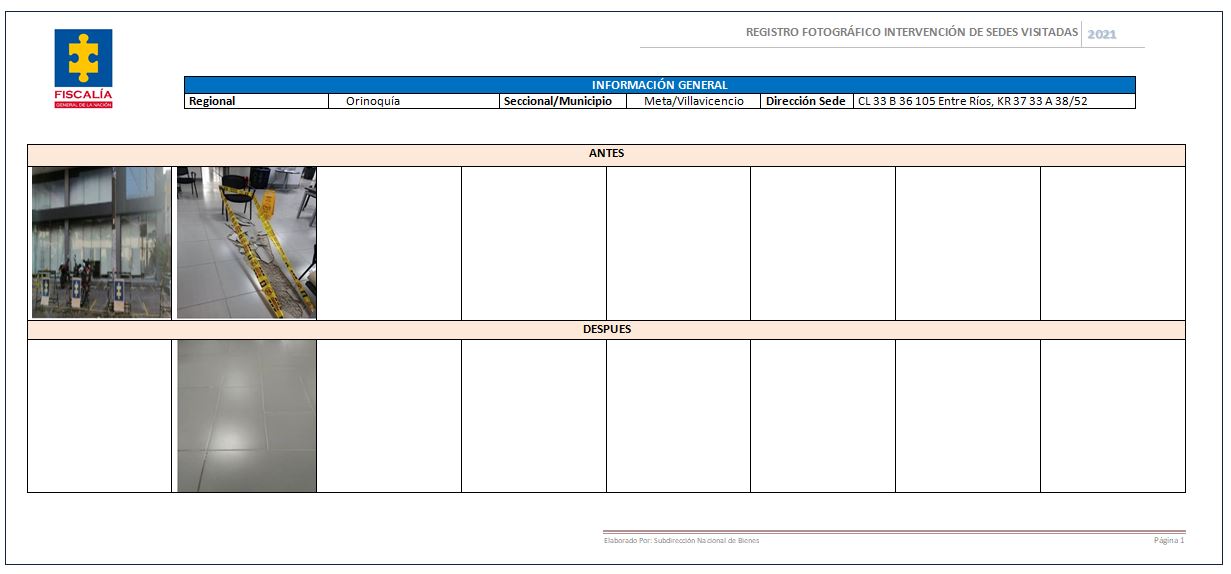 REGISTRO FOTOGRÁFICO INTERVENCIÓN DE SEDES VISITADAS 2021
FISCALÍA
GENERAL DE LA NACIÓN
INFORMACIÓN GENERAL
Regional Orinoquía Seccional/Municipio Meta/Villavicencio Dirección Sede CL 33 B 36 105 Entre Ríos, KR 37 33 A 38/52
ANTES
DESPUES
Elaborado Por: Subdirección Nacional de Bienes Página 1